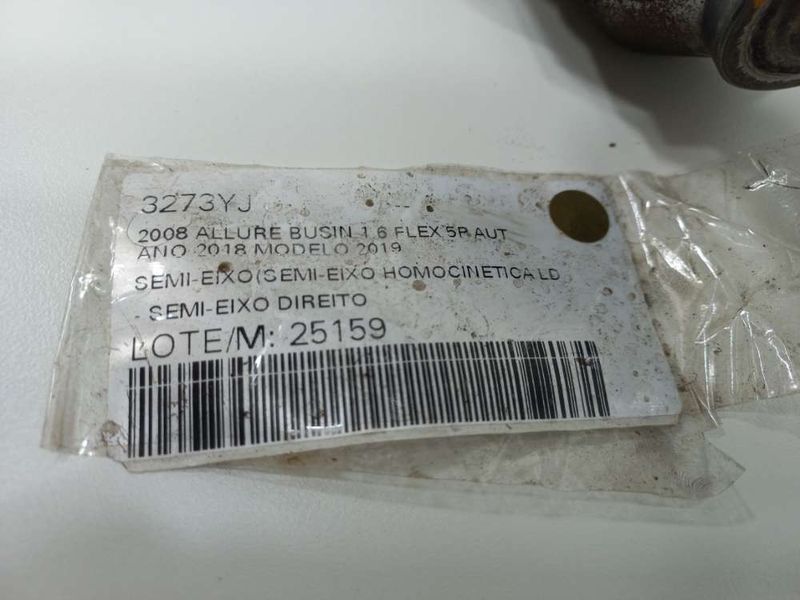 3273YJ
2008 ALLURE BUSIN 1.6 FLEX 5P AUT
ANO 2018 MODELO 2019
SEMI-EIXO(SEMI-EIXO HOMOCINETICA LD
- SEMI-EIXO DIREITO
LOTE/M: 25159